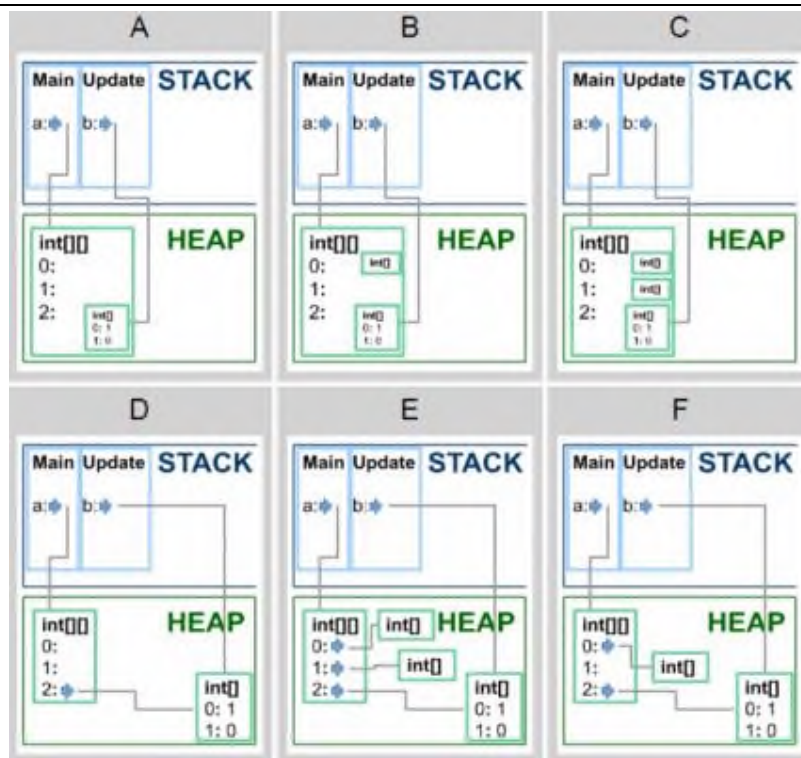 A B C
Main Update STACK Main Update STACK Main Update STACK
a: b: a: b: a: b:
int[][] HEAP int[][] HEAP int[][] HEAP
0: 0: int[] 0: int[]
1: 1: 1: int[]
2: int[] 2: int[] 2: int[]
0: 1 0: 1 0: 1
1: 0 1: 0 1: 0
D E F
Main Update STACK Main Update STACK Main Update STACK
a: b: a: b: a: b:
int[][] HEAP int[][] int[] HEAP int[][] HEAP
0: 0: 0:
1: 1: int[] 1: int[]
2: int[] 2: int[] 2: int[]
0: 1 0: 1 0: 1
1: 0 1: 0 1: 0